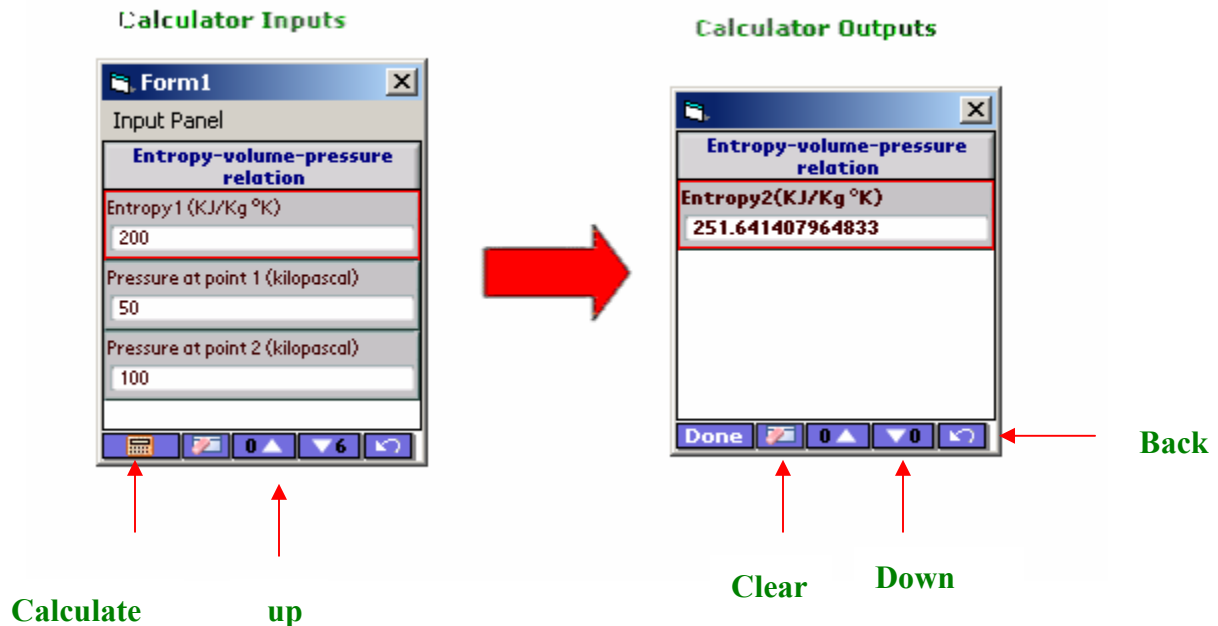 Calculator Inputs
Calculator Outputs
Form1
Input Panel
Entropy-volume-pressure
relation
Entropy1 (KJ/Kg °K)
200
Pressure at point 1 (kilopascal)
50
Pressure at point 2 (kilopascal)
100
0
6
Entropy-volume-pressure
relation
Entropy2(KJ/Kg °K)
251.641407964833
Done
0
0
Back
Calculate
up
Clear
Down